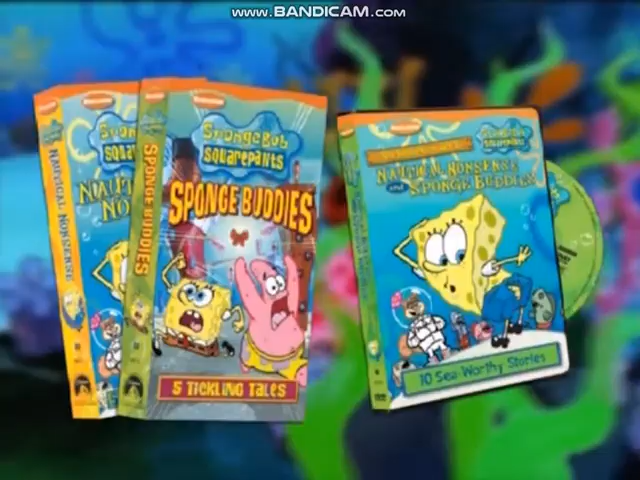 WWW.BANDICAM.COM
NAUTICAL NONSENSE
SPONGE BUDDIES
SpongeBob
SquarePants
SPONGE BUDDIES
5 TICKLING TALES
SpongeBob
SquarePants
NAUTICAL NONSENSE
and SPONGE BUDDIES
10 Sea-Worthy Stories